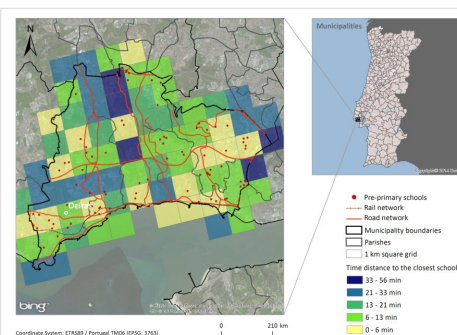 N
Municipalities
Oeiras
bing
Pre-primary schools
Rail network
Road network
Municipality boundaries
Parishes
1 km square grid
Time distance to the closest school
33 - 56 min
21 - 33 min
13 - 21 min
6 - 13 min
0 - 6 min
0 210 km
Coordinate System: ETRS89 / Portugal TM06 (EPSG: 3763)